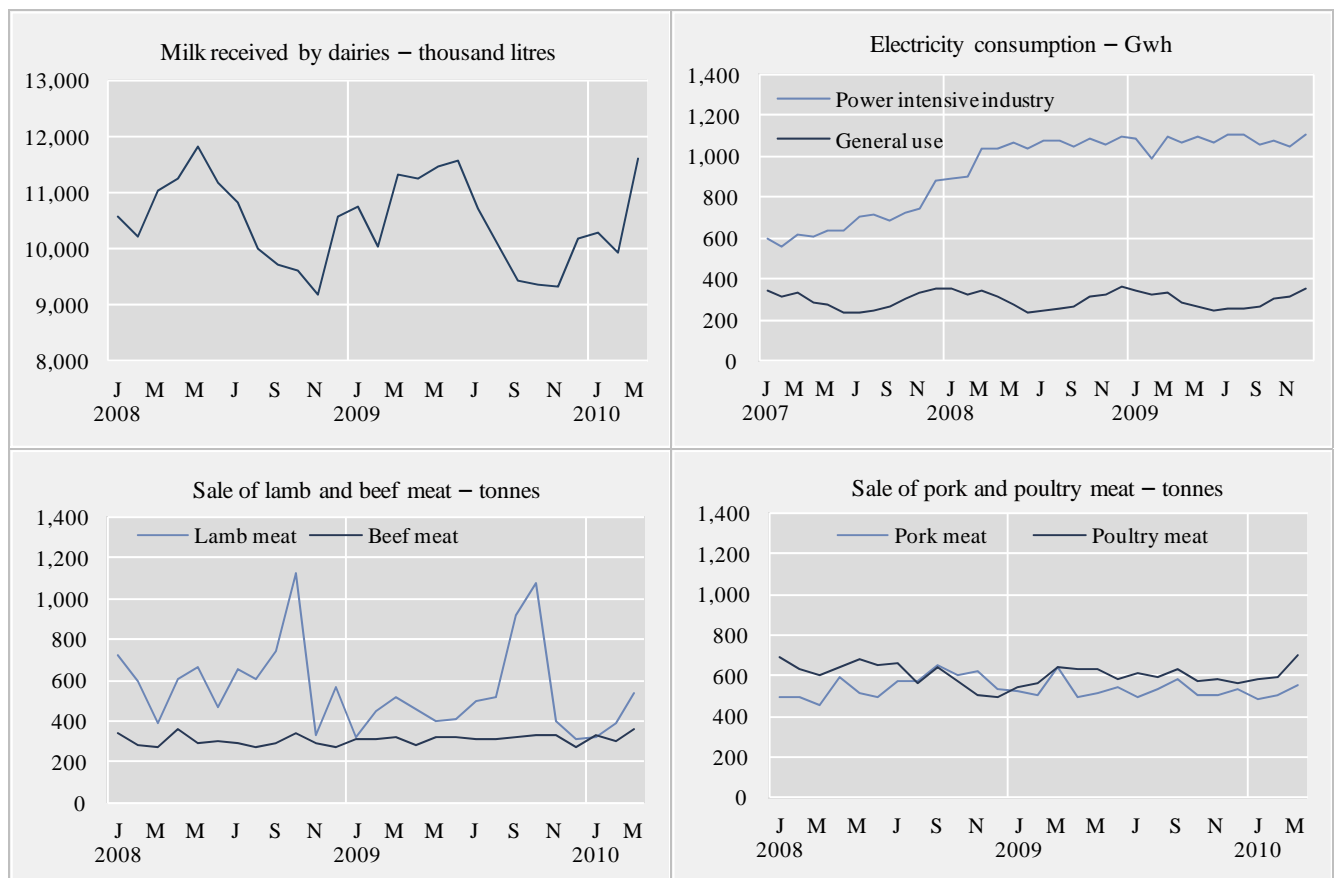 Milk received by dairies – thousand litres
13,000
12,000
11,000
10,000
9,000
8,000
J M M J S N J M M J S N J M
2008 2009 2010
Electricity consumption – Gwh
1,400
1,200
1,000
800
600
400
200
0
Power intensive industry
General use
J M M J S N J M M J S N J M M J S N
2007 2008 2009
Sale of lamb and beef meat – tonnes
1,400
1,200
1,000
800
600
400
200
0
Lamb meat Beef meat
J M M J S N J M M J S N J M
2008 2009 2010
Sale of pork and poultry meat – tonnes
1,400
1,200
1,000
800
600
400
200
0
Pork meat Poultry meat
J M M J S N J M M J S N J M
2008 2009 2010